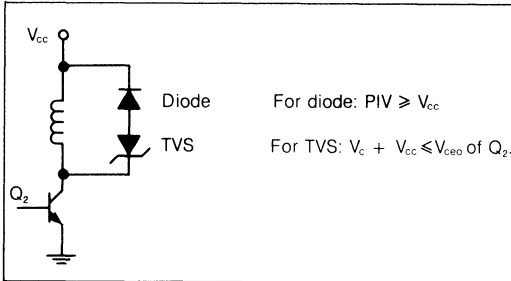 Vcc
Diode
For diode: PIV ⩾ Vcc
TVS
For TVS: Vc + Vcc ⩽ Vceo of Q2.
Q2